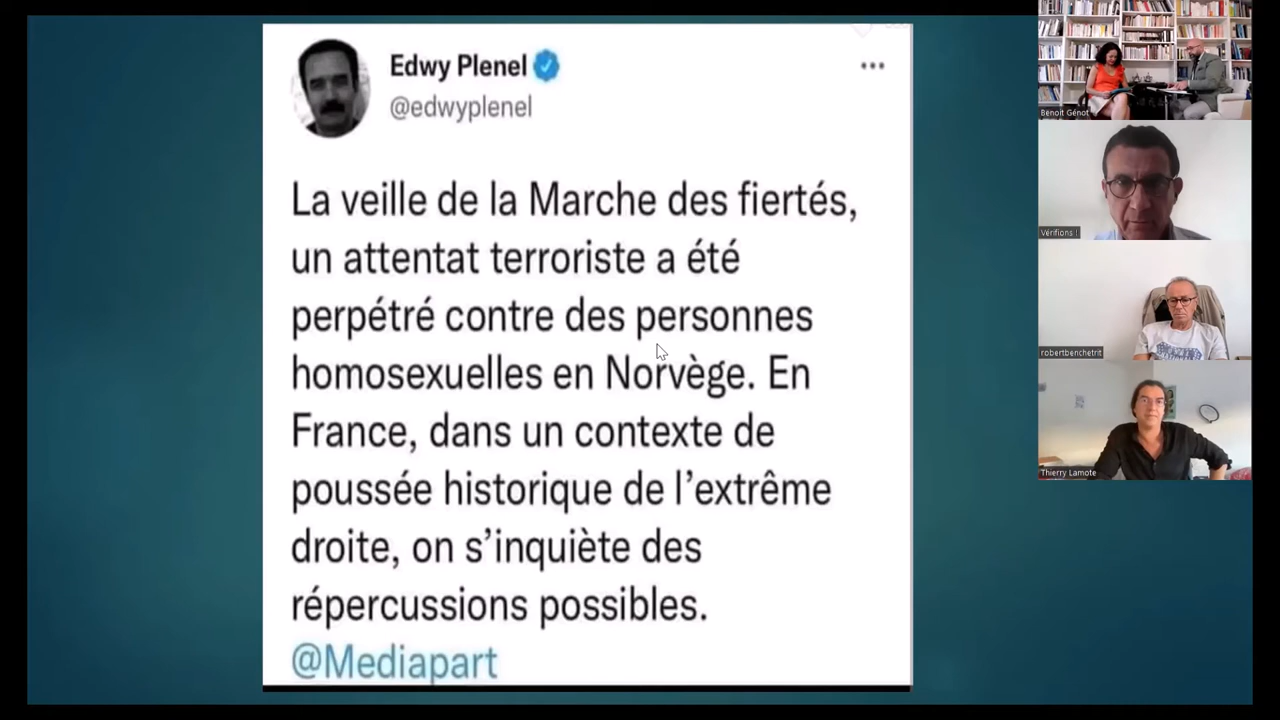 Edwy Plenel
@edwyplenel
La veille de la Marche des fiertés,
un attentat terroriste a été
perpétré contre des personnes
homosexuelles en Norvège. En
France, dans un contexte de
poussée historique de l'extrême
droite, on s'inquiète des
répercussions possibles.
@Mediapart
Benoit Génot
Vérifions !
robertbenchetrit
Thierry Lamote